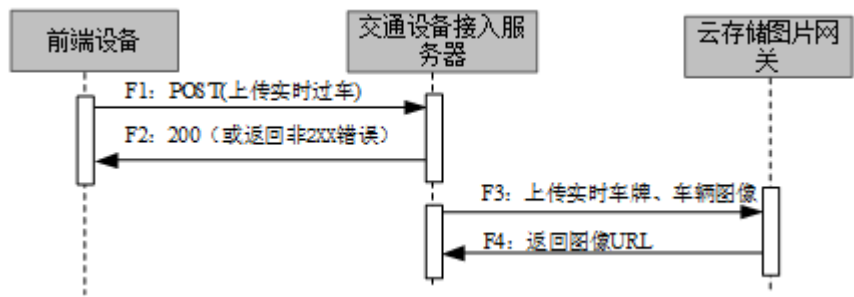 前端设备
交通设备接入服
务器
云存储图片网
关
F1：POST(上传实时过车)
F2：200（或返回非2XX错误）
F3：上传实时车牌、车辆图像
F4：返回图像URL